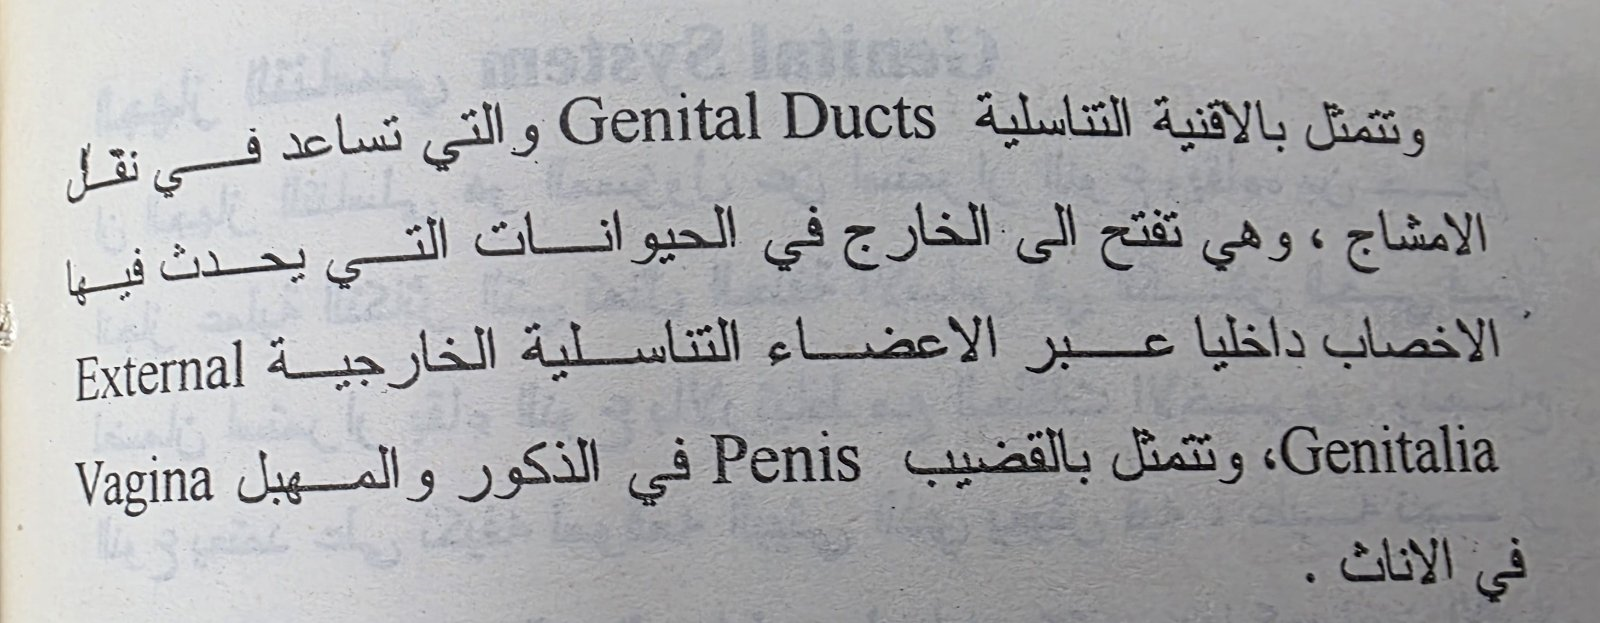 وتتمثل بالاقنية التناسلية Genital Ducts والتي تساعد في نقل
الامشاج ، وهي تفتح الى الخارج في الحيوانات التي يحدث فيها
الاخصاب داخليا عبر الاعضاء التناسلية الخارجية External
Genitalia، وتتمثل بالقضيب Penis في الذكور والمهبل Vagina
في الاناث .